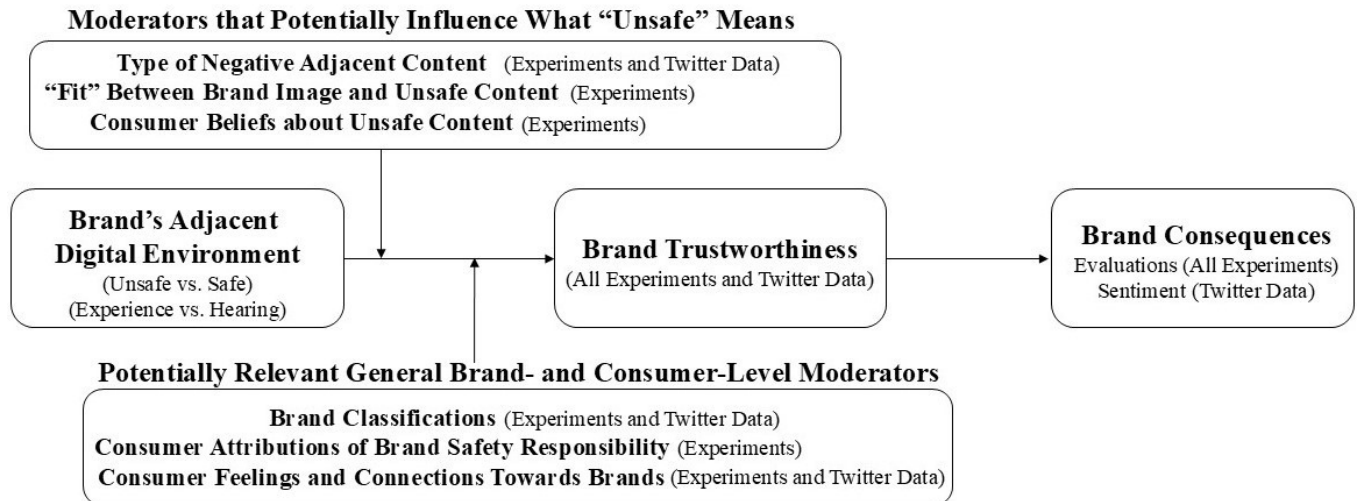 Moderators that Potentially Influence What “Unsafe” Means
Type of Negative Adjacent Content (Experiments and Twitter Data)
“Fit” Between Brand Image and Unsafe Content (Experiments)
Consumer Beliefs about Unsafe Content (Experiments)
Brand’s Adjacent
Digital Environment
(Unsafe vs. Safe)
(Experience vs. Hearing)
Brand Trustworthiness
(All Experiments and Twitter Data)
Brand Consequences
Evaluations (All Experiments)
Sentiment (Twitter Data)
Potentially Relevant General Brand- and Consumer-Level Moderators
Brand Classifications (Experiments and Twitter Data)
Consumer Attributions of Brand Safety Responsibility (Experiments)
Consumer Feelings and Connections Towards Brands (Experiments and Twitter Data)